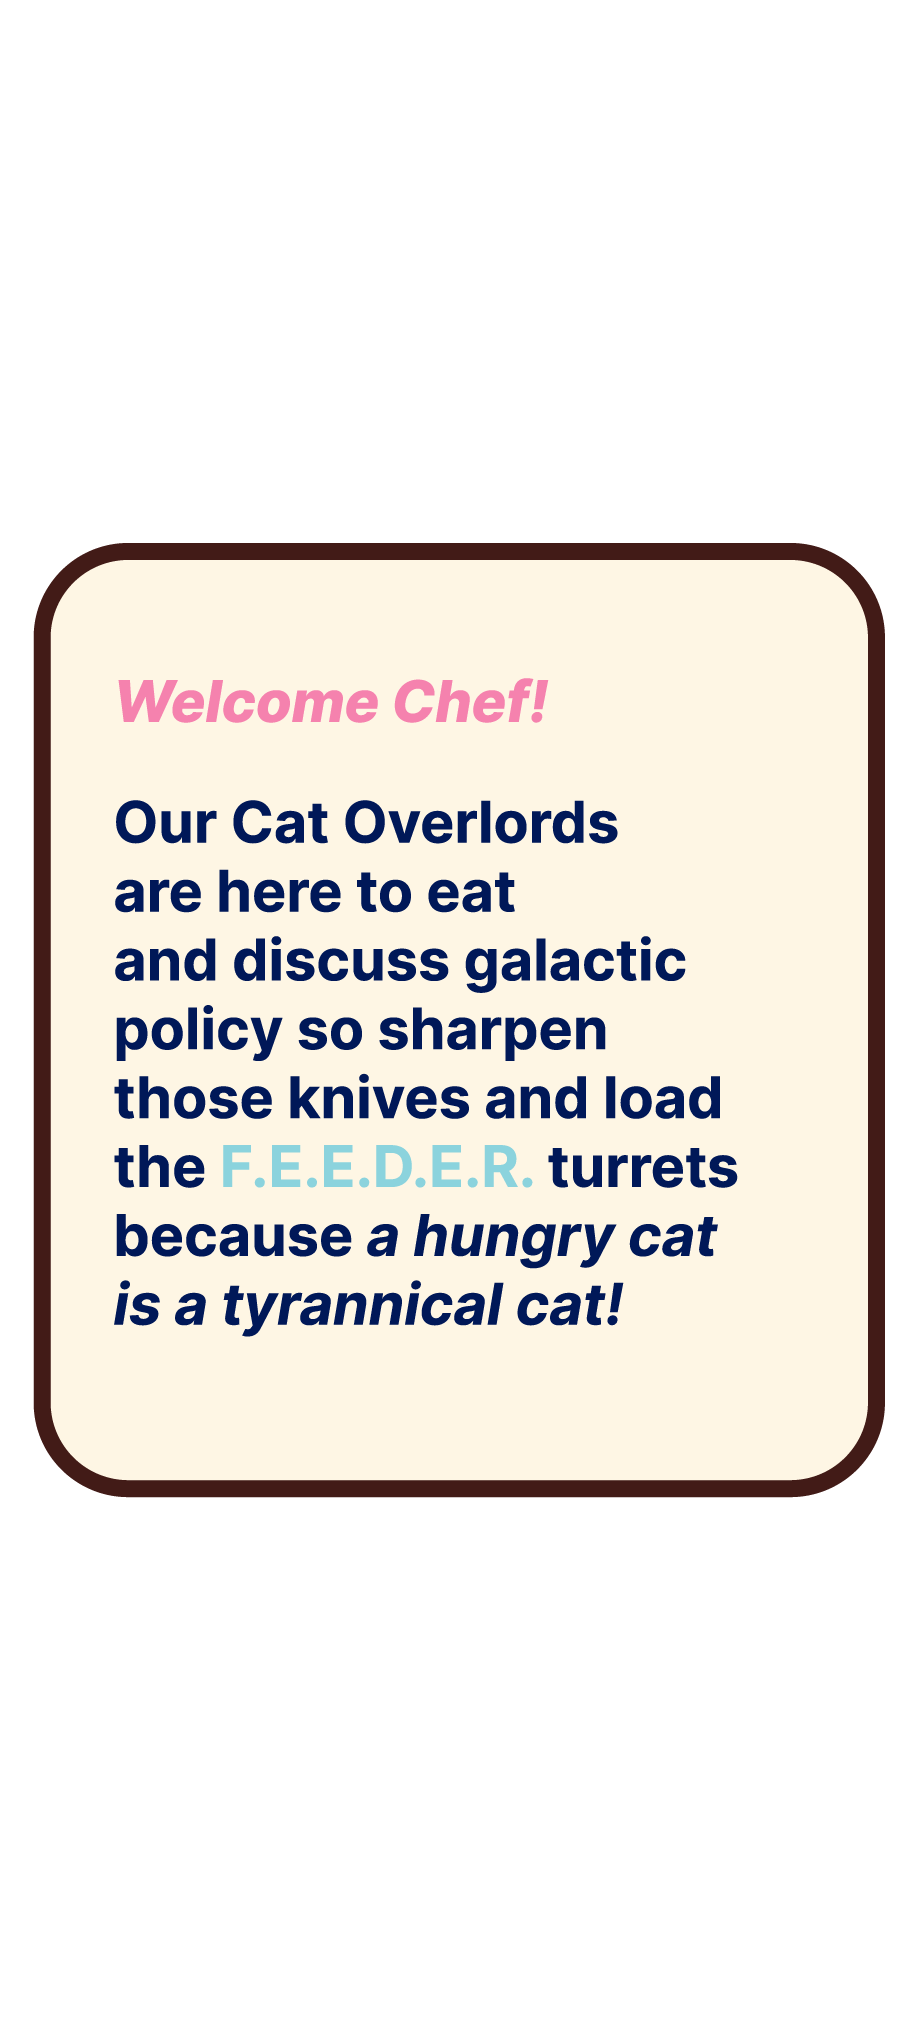 Welcome Chef!
Our Cat Overlords
are here to eat
and discuss galactic
policy so sharpen
those knives and load
the F.E.E.D.E.R. turrets
because a hungry cat
is a tyrannical cat!